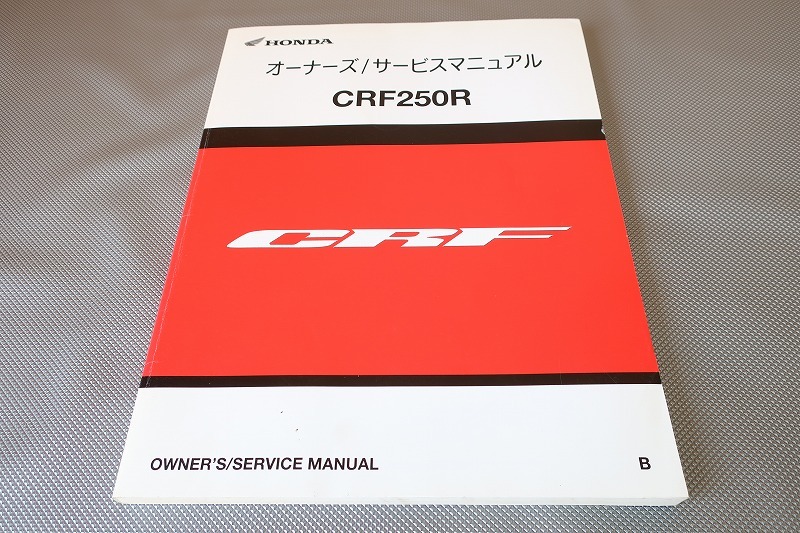 HONDA
オーナーズ/サービスマニュアル
CRF250R
CRF
OWNER'S/SERVICE MANUAL
B